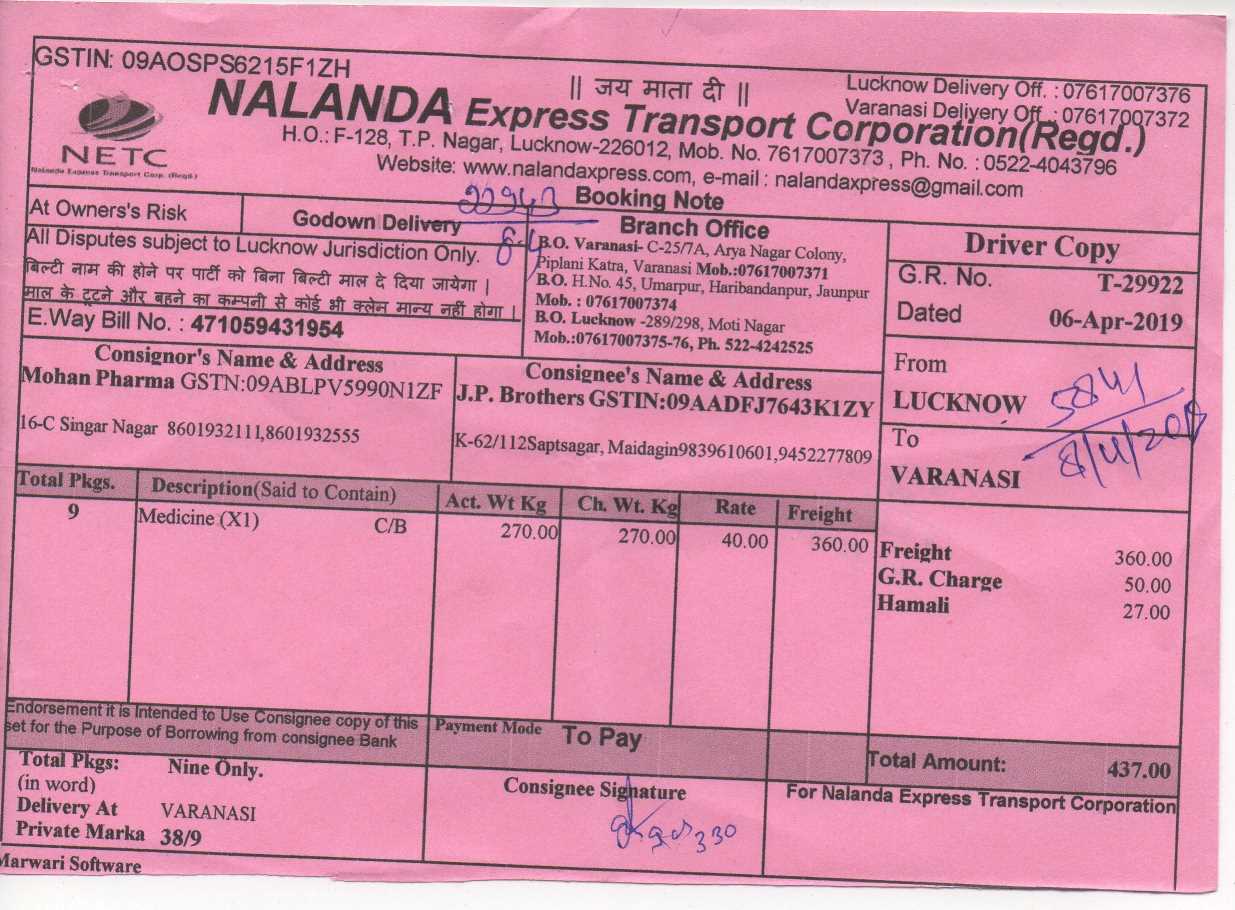 GSTIN: 09AOSPS6215F1ZH
|| जय माता दी ||
Lucknow Delivery Off. : 07617007376
Varanasi Delivery Off. : 07617007372
NETC
Nalanda Express Transport Corp. (Regd.)
NALANDA Express Transport Corporation(Regd.)
H.O.: F-128, T.P. Nagar, Lucknow-226012, Mob. No. 7617007373 , Ph. No. : 0522-4043796
Website: www.nalandaxpress.com, e-mail : nalandaxpress@gmail.com
22943
Booking Note
At Owners's Risk
Godown Delivery
All Disputes subject to Lucknow Jurisdiction Only.
बिल्टी नाम की होने पर पार्टी को बिना बिल्टी माल दे दिया जायेगा |
माल के टूटने और बहने का कम्पनी से कोई भी क्लेम मान्य नहीं होगा |
E.Way Bill No. : 471059431954
Branch Office
B.O. Varanasi- C-25/7A, Arya Nagar Colony,
Piplani Katra, Varanasi Mob.:07617007371
B.O. H.No. 45, Umarpur, Haribandanpur, Jaunpur
Mob. : 07617007374
B.O. Lucknow -289/298, Moti Nagar
Mob.:07617007375-76, Ph. 522-4242525
Driver Copy
G.R. No. T-29922
Dated 06-Apr-2019
From
LUCKNOW
5841
To
VARANASI
Consignor's Name & Address
Mohan Pharma GSTN:09ABLPV5990N1ZF
16-C Singar Nagar 8601932111,8601932555
Consignee's Name & Address
J.P. Brothers GSTIN:09AADFJ7643K1ZY
K-62/112Saptsagar, Maidagin9839610601,9452277809
Total Pkgs. Description(Said to Contain) Act. Wt Kg Ch. Wt. Kg Rate Freight
9 Medicine (X1) C/B 270.00 270.00 40.00 360.00
Freight 360.00
G.R. Charge 50.00
Hamali 27.00
Endorsement it is Intended to Use Consignee copy of this
set for the Purpose of Borrowing from consignee Bank
Payment Mode To Pay
Total Amount: 437.00
Total Pkgs: Nine Only.
(in word)
Delivery At VARANASI
Private Marka 38/9
Consignee Signature
For Nalanda Express Transport Corporation
Marwari Software